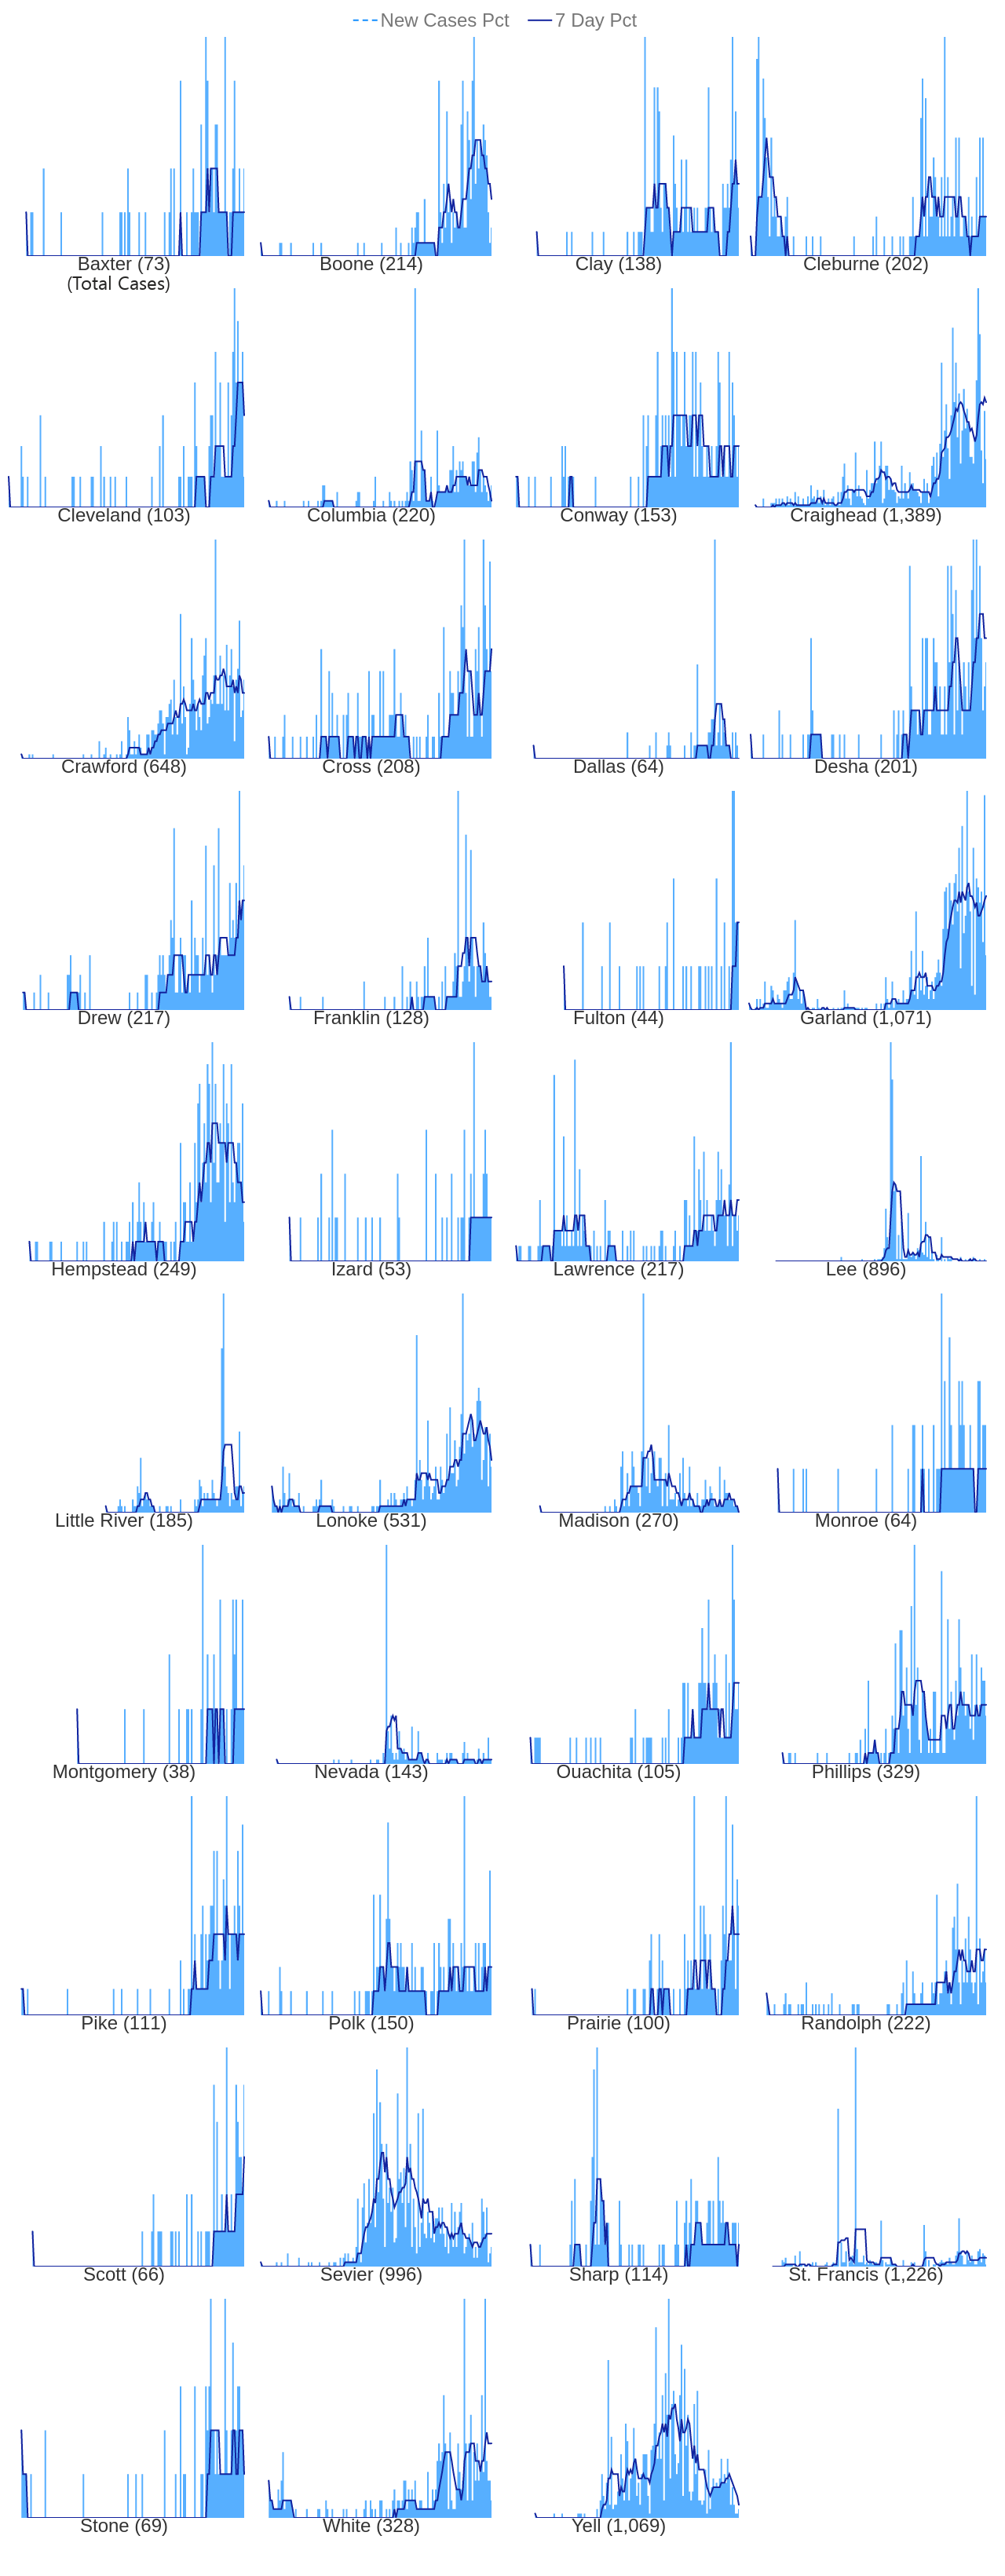 New Cases Pct 7 Day Pct
Baxter (73) Boone (214) Clay (138) Cleburne (202)
(Total Cases)
Cleveland (103) Columbia (220) Conway (153) Craighead (1,389)
Crawford (648) Cross (208) Dallas (64) Desha (201)
Drew (217) Franklin (128) Fulton (44) Garland (1,071)
Hempstead (249) Izard (53) Lawrence (217) Lee (896)
Little River (185) Lonoke (531) Madison (270) Monroe (64)
Montgomery (38) Nevada (143) Ouachita (105) Phillips (329)
Pike (111) Polk (150) Prairie (100) Randolph (222)
Scott (66) Sevier (996) Sharp (114) St. Francis (1,226)
Stone (69) White (328) Yell (1,069)